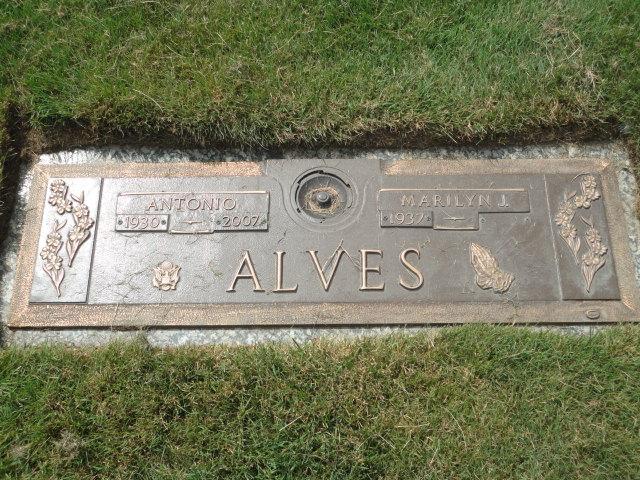 ANTONIO
1930 2007
MARILYN J.
1937
ALVES